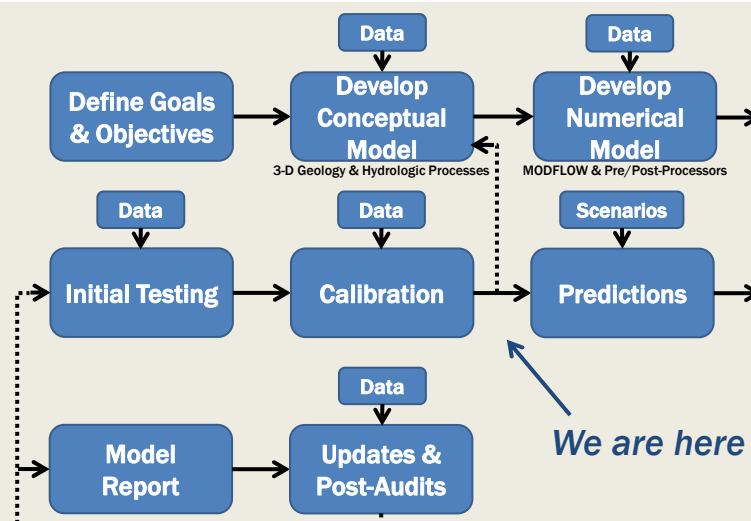 Data
Data
Define Goals
& Objectives
Develop
Conceptual
Model
Develop
Numerical
Model
3-D Geology & Hydrologic Processes
MODFLOW & Pre/Post-Processors
Data
Data
Scenarios
Initial Testing
Calibration
Predictions
Data
We are here
Model
Report
Updates &
Post-Audits